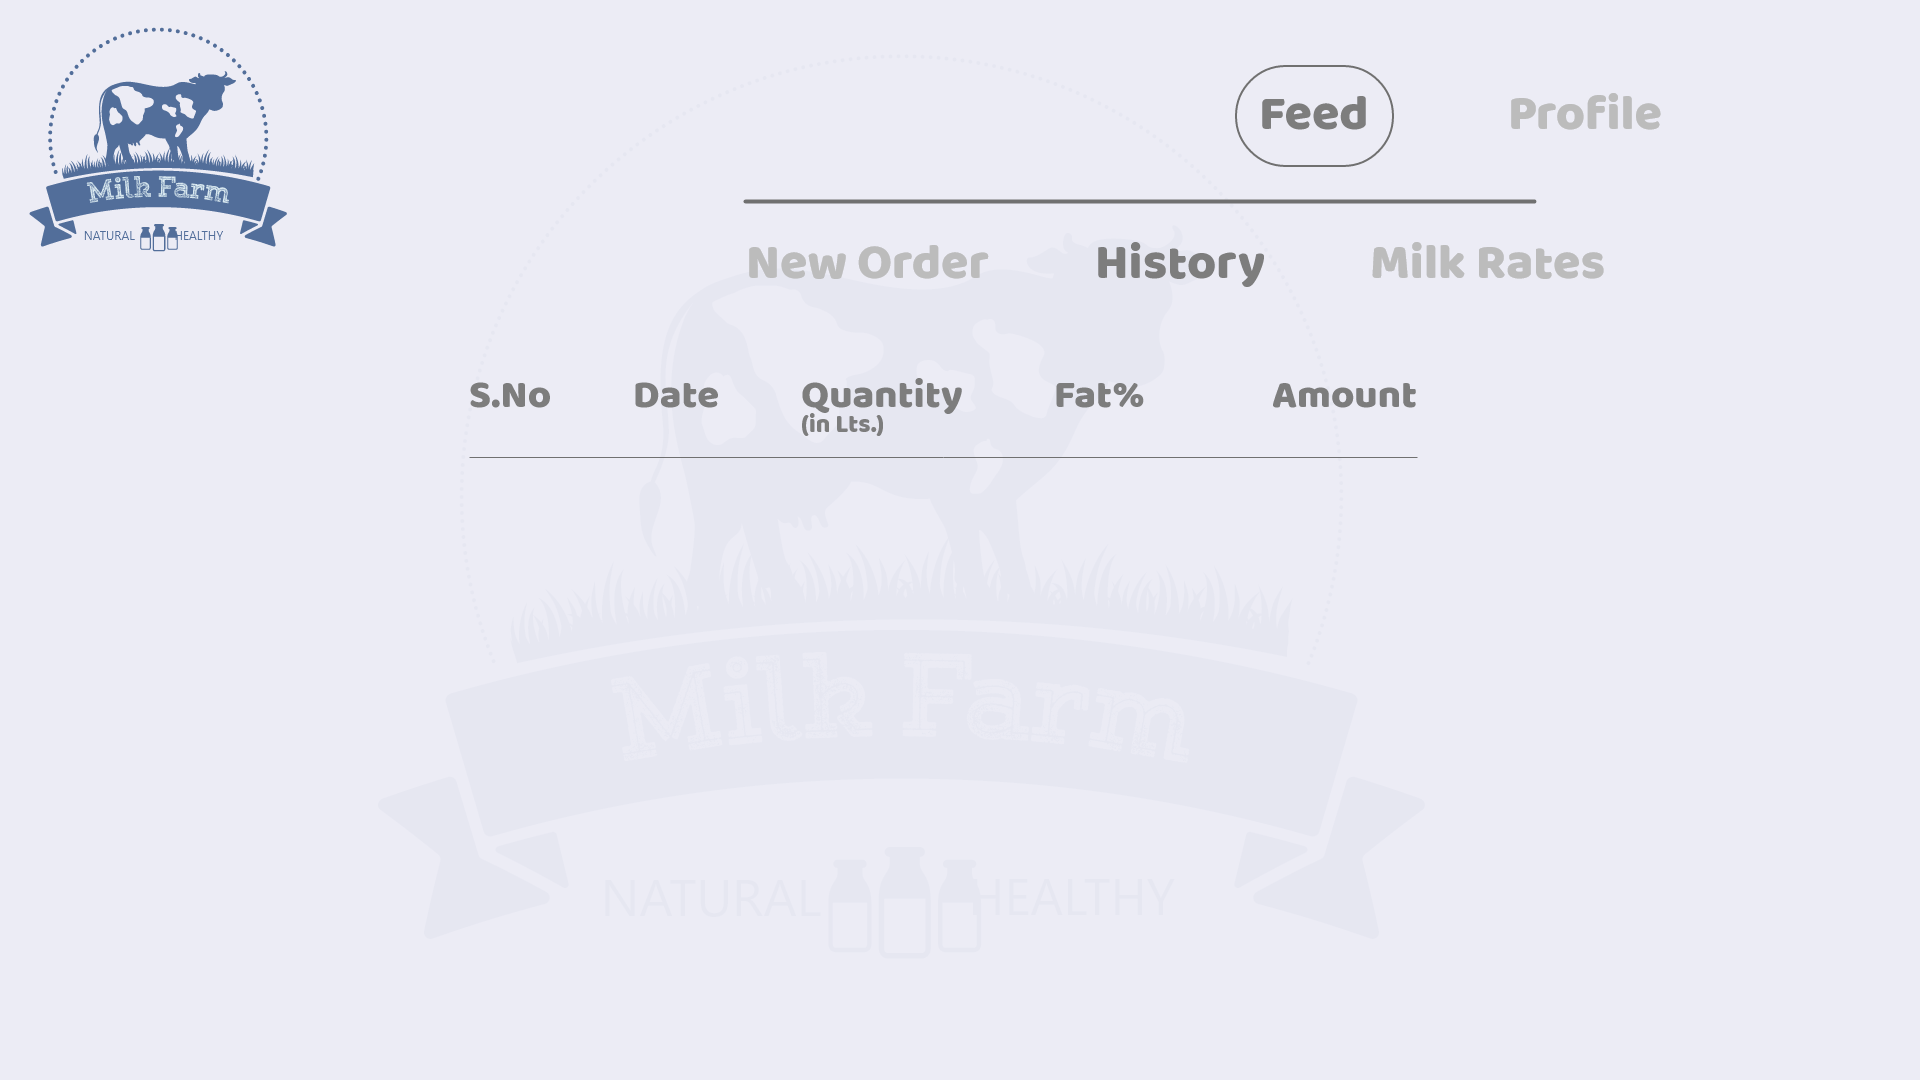 Feed Profile
Milk Farm
NATURAL HEALTHY
New Order History Milk Rates
S.No Date Quantity Fat% Amount
(in Lts.)
Milk Farm
NATURAL HEALTHY